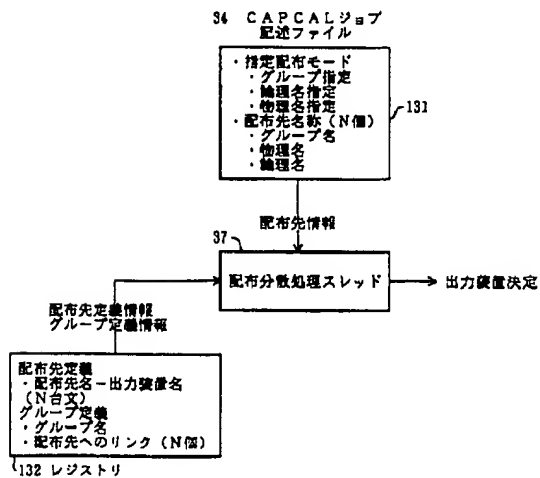 34 CAPCALジョブ
記述ファイル
・指定配布モード
・グループ指定
・論理名指定
・物理名指定
・配布先名称（N個）
・グループ名
・物理名
・論理名
131
配布先情報
37
配布分散処理スレッド
出力装置決定
配布先定義情報
グループ定義情報
配布先定義
・配布先名－出力装置名
（N台文）
グループ定義
・グループ名
・配布先へのリンク（N個）
132 レジストリ